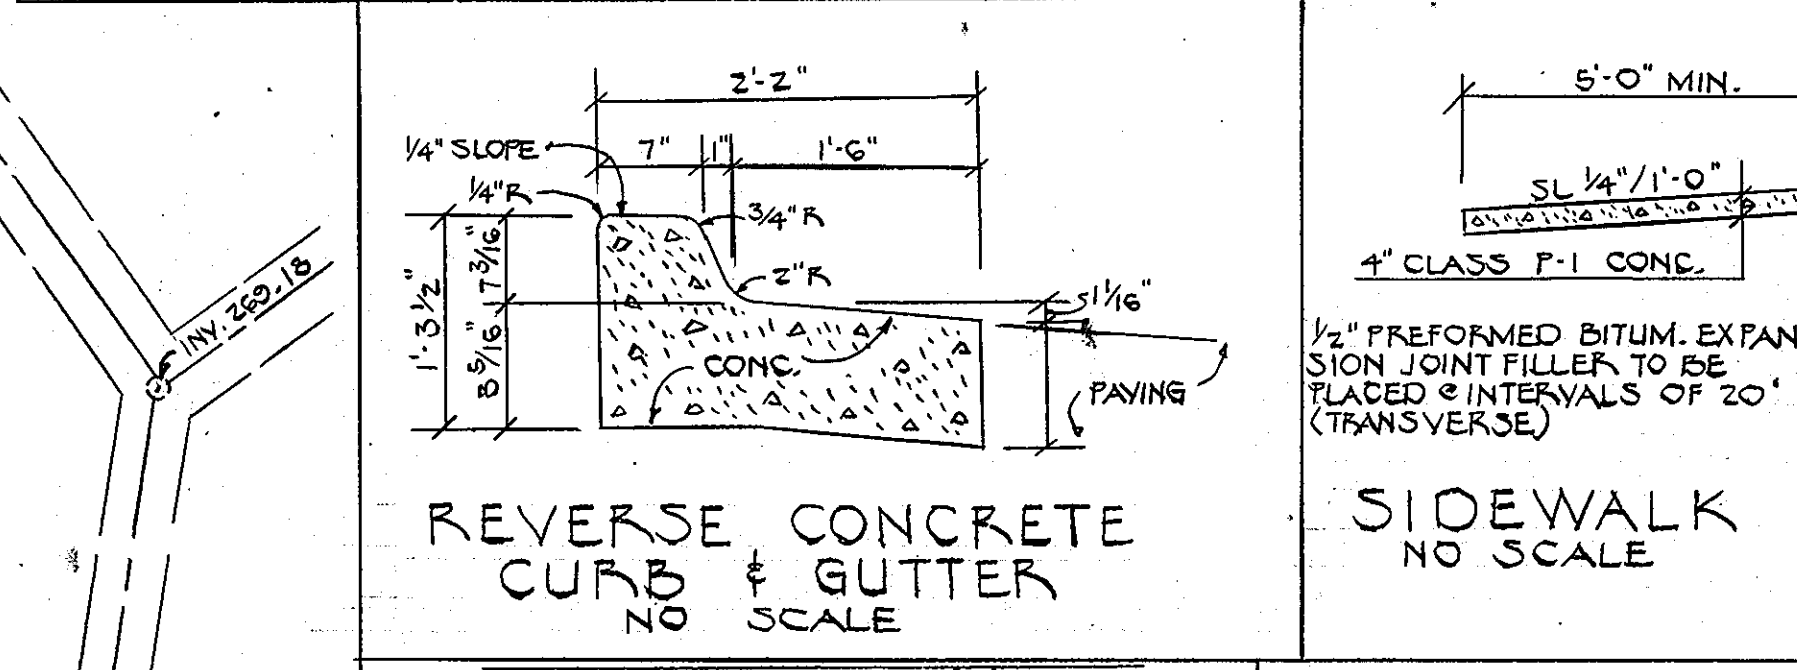 INV. 269.18
2'-2"
1/4" SLOPE
7"
1"
1'-6"
1/4" R
3/4" R
2" R
1'-3 1/2"
7 3/16"
8 5/16"
1 1/16"
CONC.
PAVING
REVERSE CONCRETE
CURB & GUTTER
NO SCALE
5'-0" MIN.
SL 1/4"/1'-0"
4" CLASS P-1 CONC.
1/2" PREFORMED BITUM. EXPAN
SION JOINT FILLER TO BE
PLACED @ INTERVALS OF 20'
(TRANSVERSE)
SIDEWALK
NO SCALE